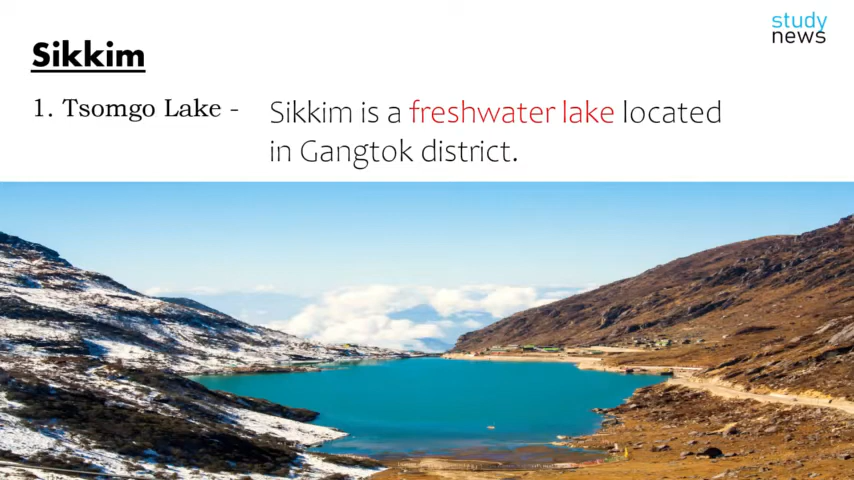 study
news
Sikkim
1. Tsomgo Lake -
Sikkim is a freshwater lake located
in Gangtok district.